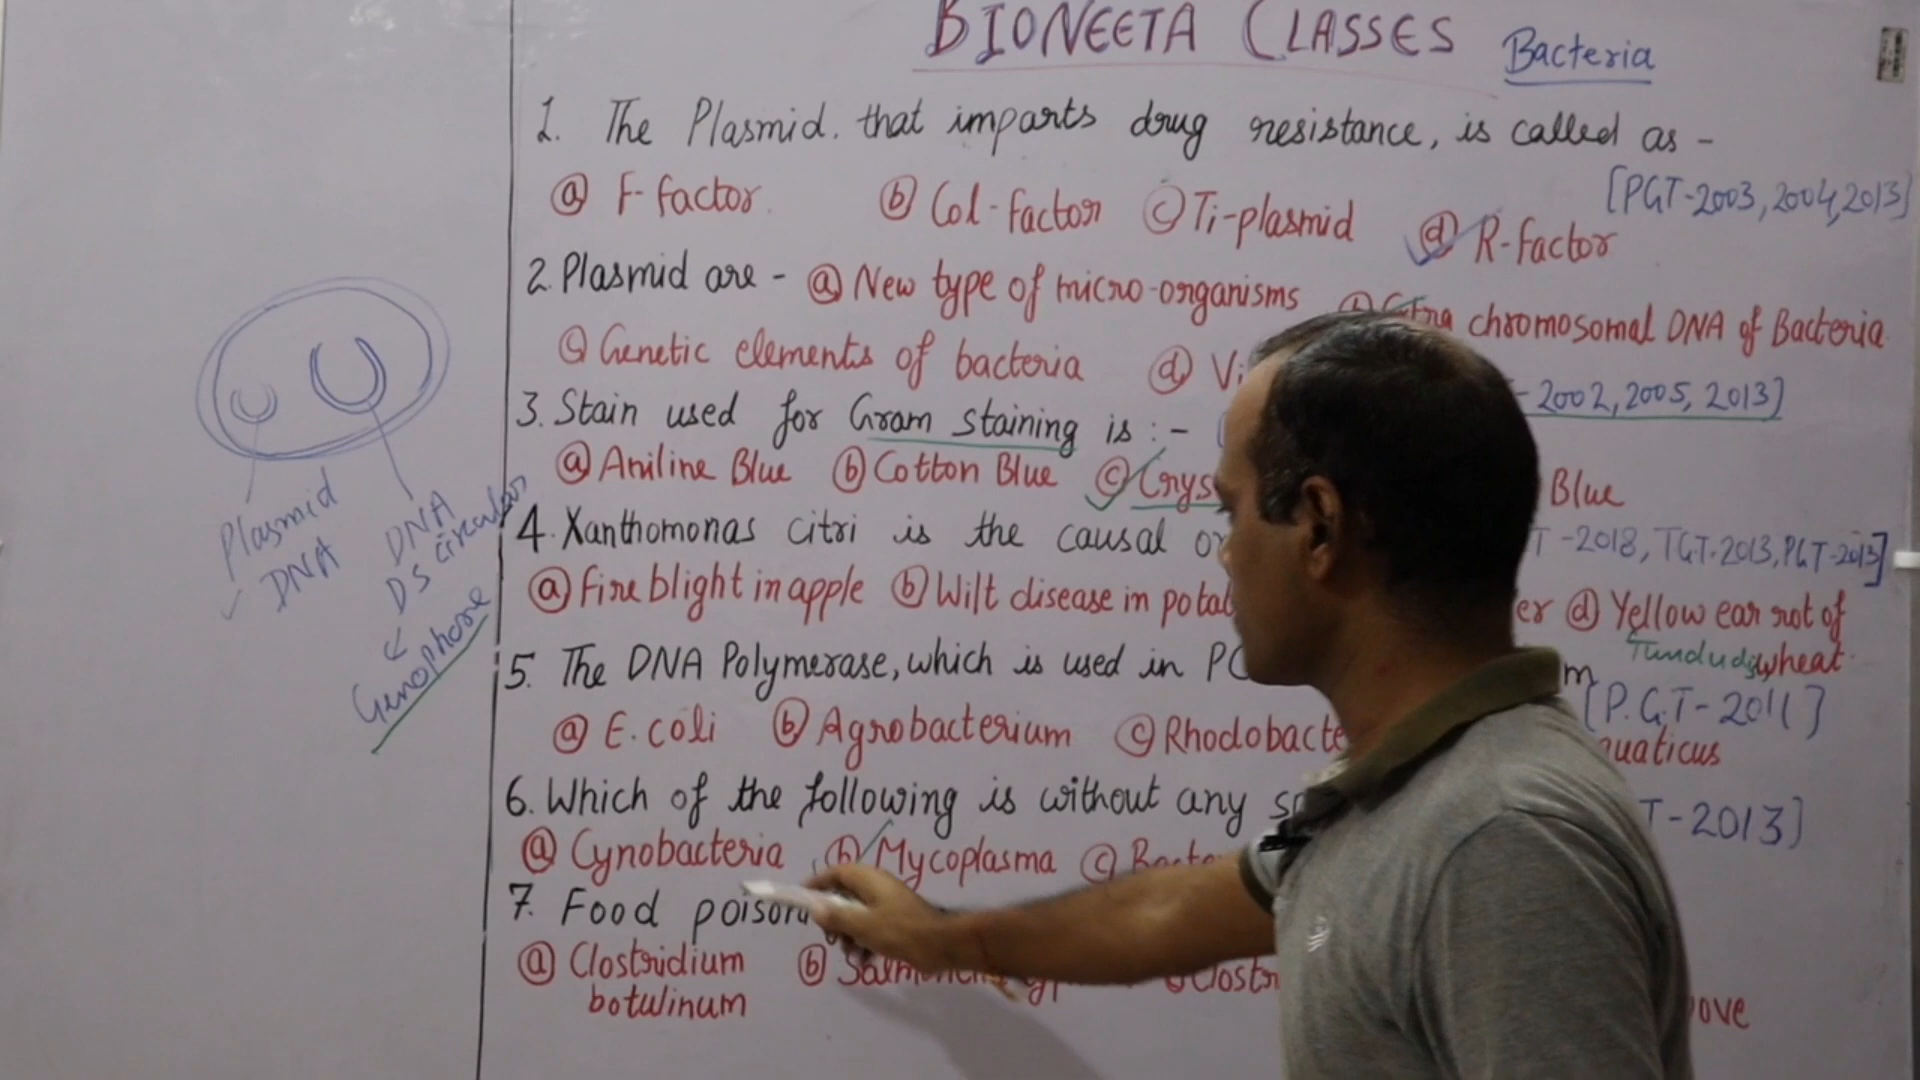 BIONEETA CLASSES Bacteria
1. The Plasmid. that imparts drug resistance, is called as -
[PGT-2003, 2004, 2013]
ⓐ F-factor ⓑ Col-factor ⓒ Ti-plasmid ⓓ R-factor
2. Plasmid are - ⓐ New type of micro-organisms chromosomal DNA of Bacteria
ⓒ Genetic elements of bacteria ⓓ
2002, 2005, 2013]
3. Stain used for Gram staining is :-
ⓐ Aniline Blue ⓑ Cotton Blue ⓒ Blue
4. Xanthomonas citri is the causal
-2018, TGT-2013, PGT-2013]
ⓐ Fire blight in apple ⓑ Wilt disease in ⓓ Yellow ear rot of
wheat.
5. The DNA Polymerase, which is used in
[P.G.T-2011]
ⓐ E. coli ⓑ Agrobacterium ⓒ
6. Which of the following is without any
-2013]
ⓐ Cynobacteria ⓑ Mycoplasma ⓒ
7. Food
ⓐ Clostridium ⓑ
botulinum
Plasmid
DNA
DNA
DS circular
Genophore